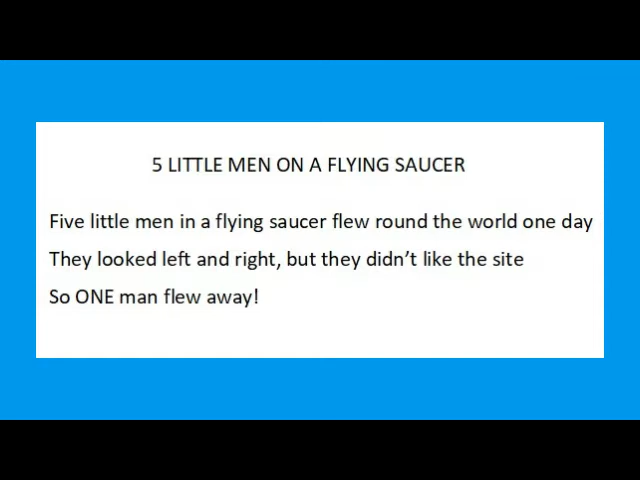 5 LITTLE MEN ON A FLYING SAUCER
Five little men in a flying saucer flew round the world one day
They looked left and right, but they didn’t like the site
So ONE man flew away!